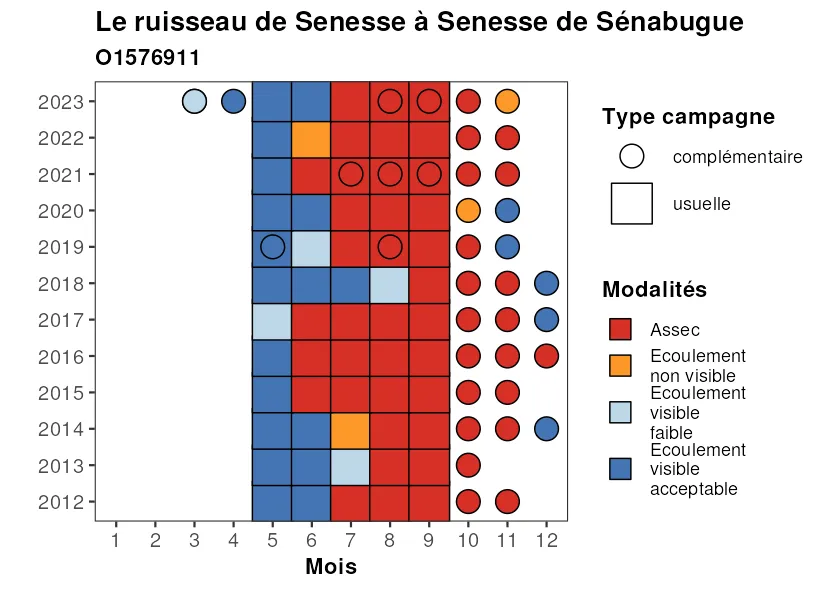 Le ruisseau de Senesse à Senesse de Sénabugue
O1576911
2023
2022
2021
2020
2019
2018
2017
2016
2015
2014
2013
2012
1 2 3 4 5 6 7 8 9 10 11 12
Mois
Type campagne
complémentaire
usuelle
Modalités
Assec
Ecoulement
non visible
Ecoulement
visible
faible
Ecoulement
visible
acceptable